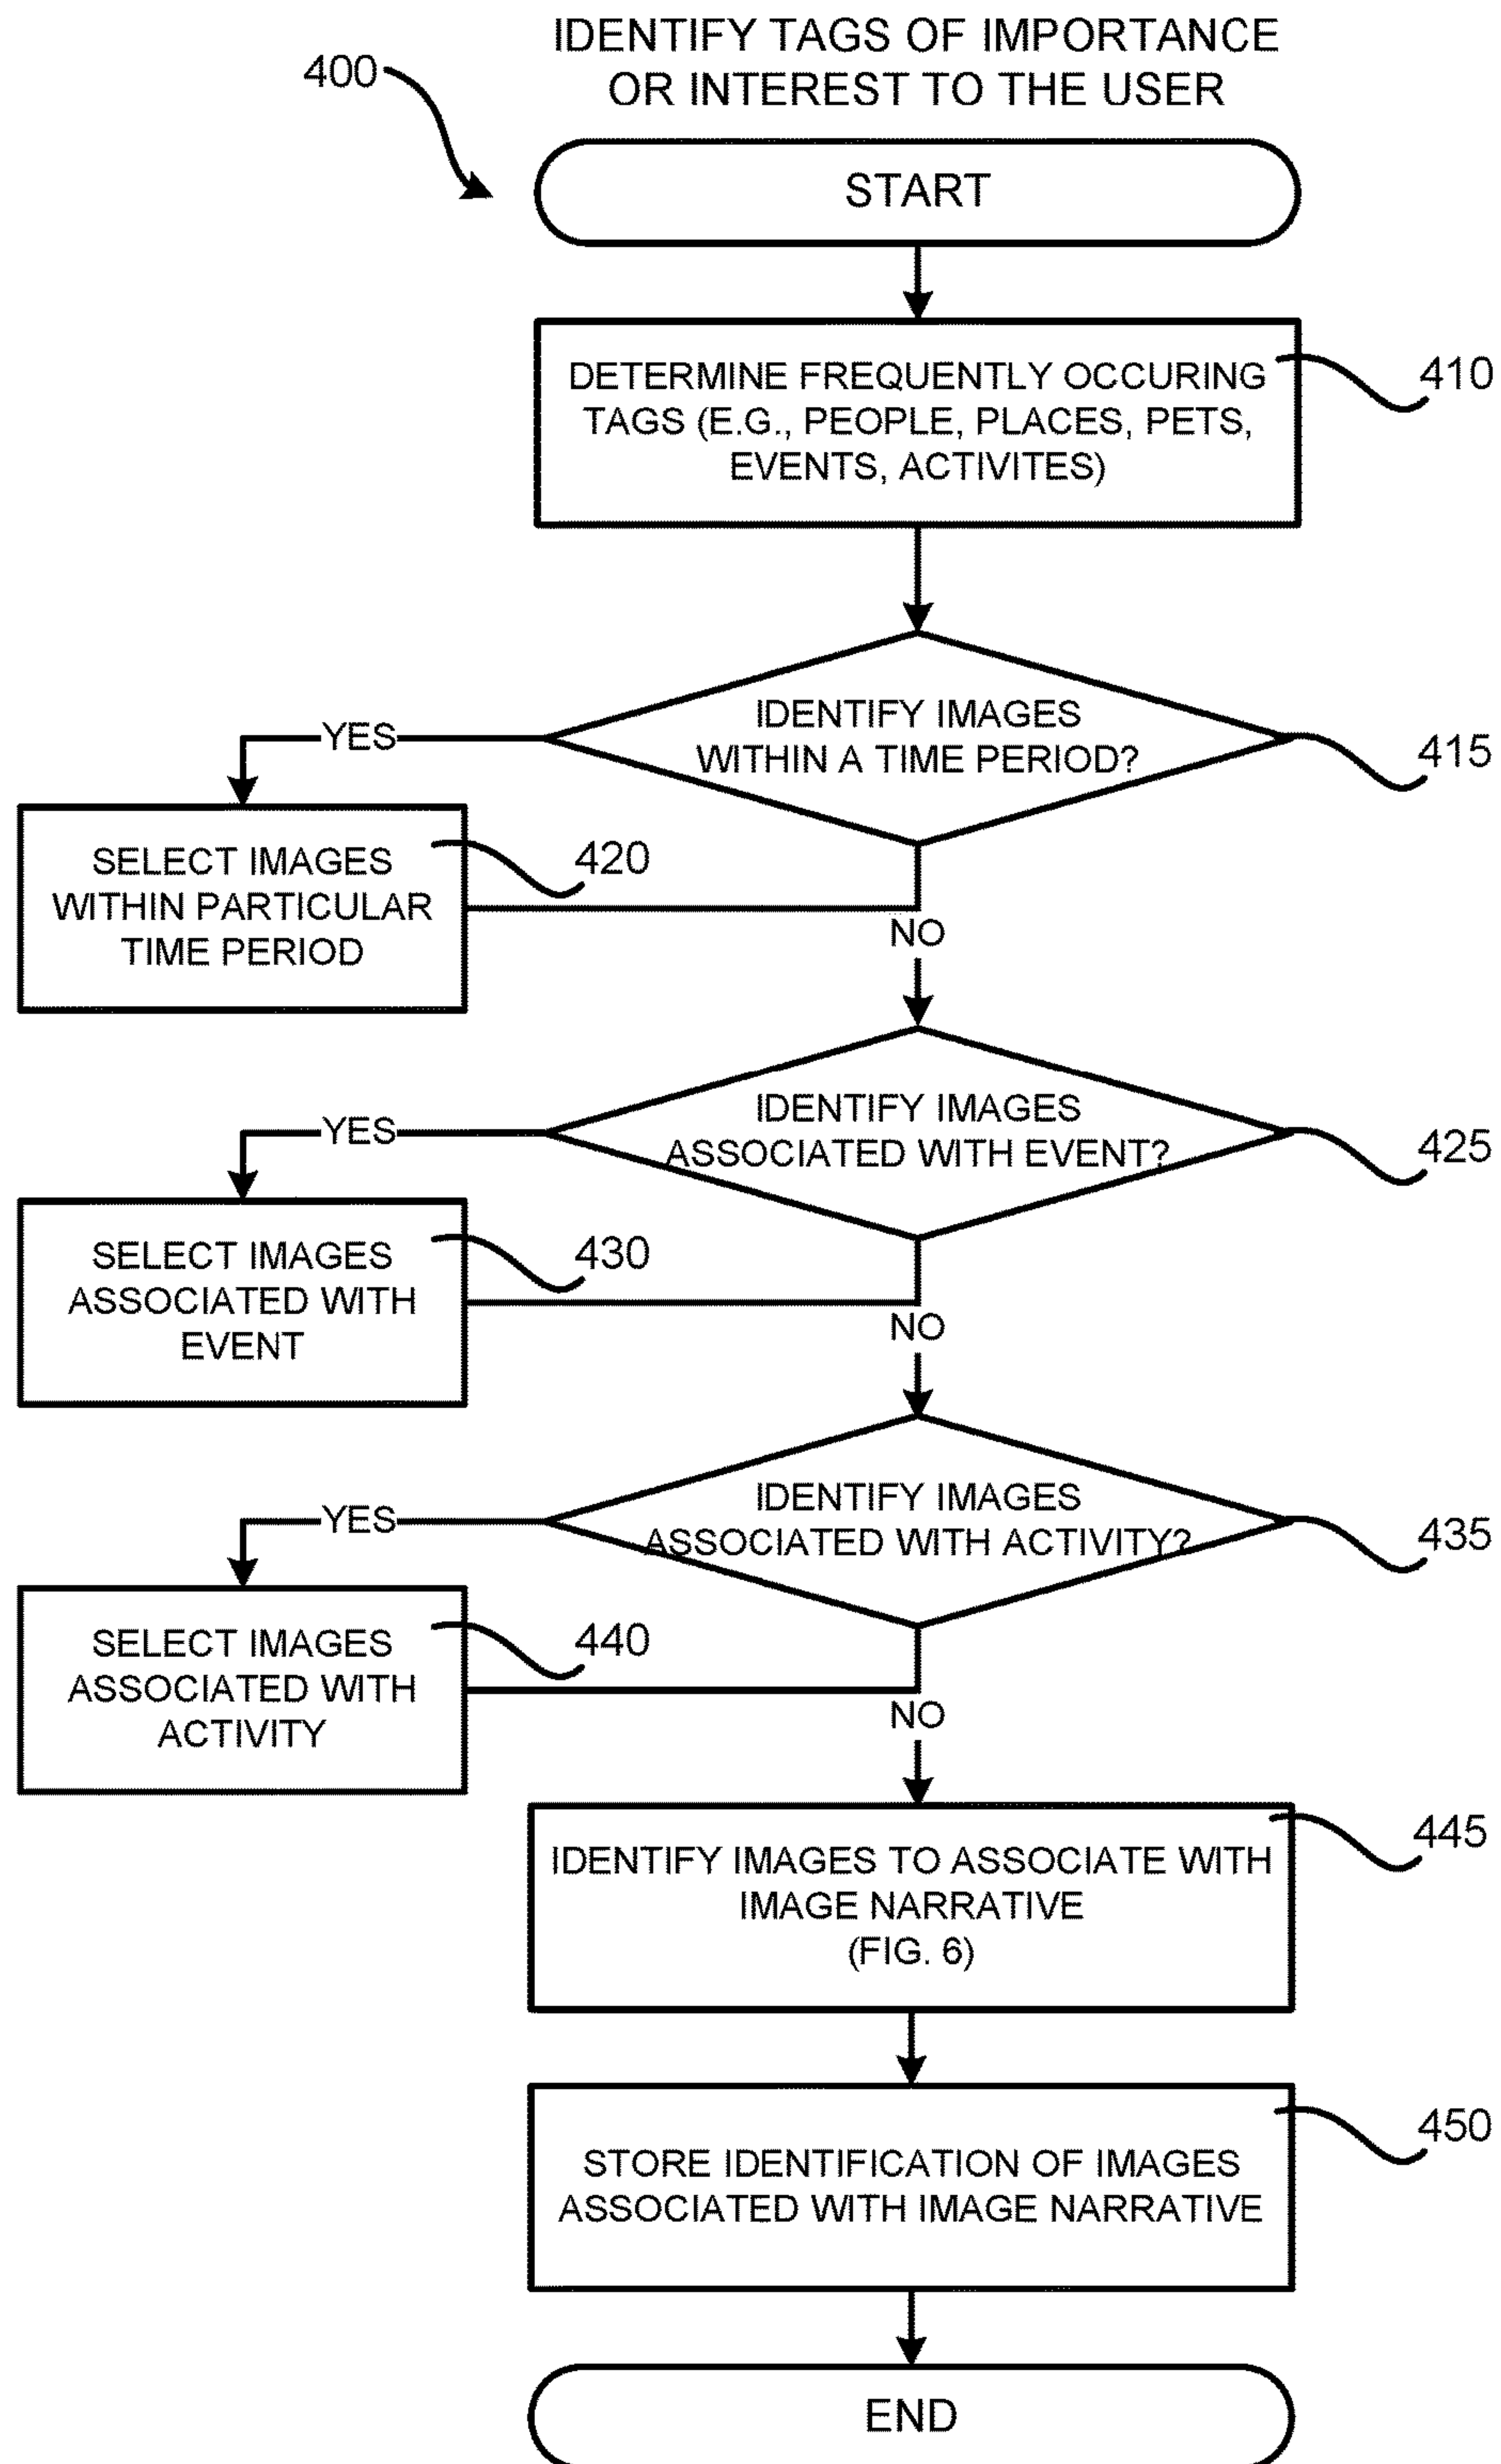 IDENTIFY TAGS OF IMPORTANCE
OR INTEREST TO THE USER
400
START
DETERMINE FREQUENTLY OCCURING
TAGS (E.G., PEOPLE, PLACES, PETS,
EVENTS, ACTIVITES)
410
IDENTIFY IMAGES
WITHIN A TIME PERIOD?
415
YES
SELECT IMAGES
WITHIN PARTICULAR
TIME PERIOD
420
NO
IDENTIFY IMAGES
ASSOCIATED WITH EVENT?
425
YES
SELECT IMAGES
ASSOCIATED WITH
EVENT
430
NO
IDENTIFY IMAGES
ASSOCIATED WITH ACTIVITY?
435
YES
SELECT IMAGES
ASSOCIATED WITH
ACTIVITY
440
NO
IDENTIFY IMAGES TO ASSOCIATE WITH
IMAGE NARRATIVE
(FIG. 6)
445
STORE IDENTIFICATION OF IMAGES
ASSOCIATED WITH IMAGE NARRATIVE
450
END